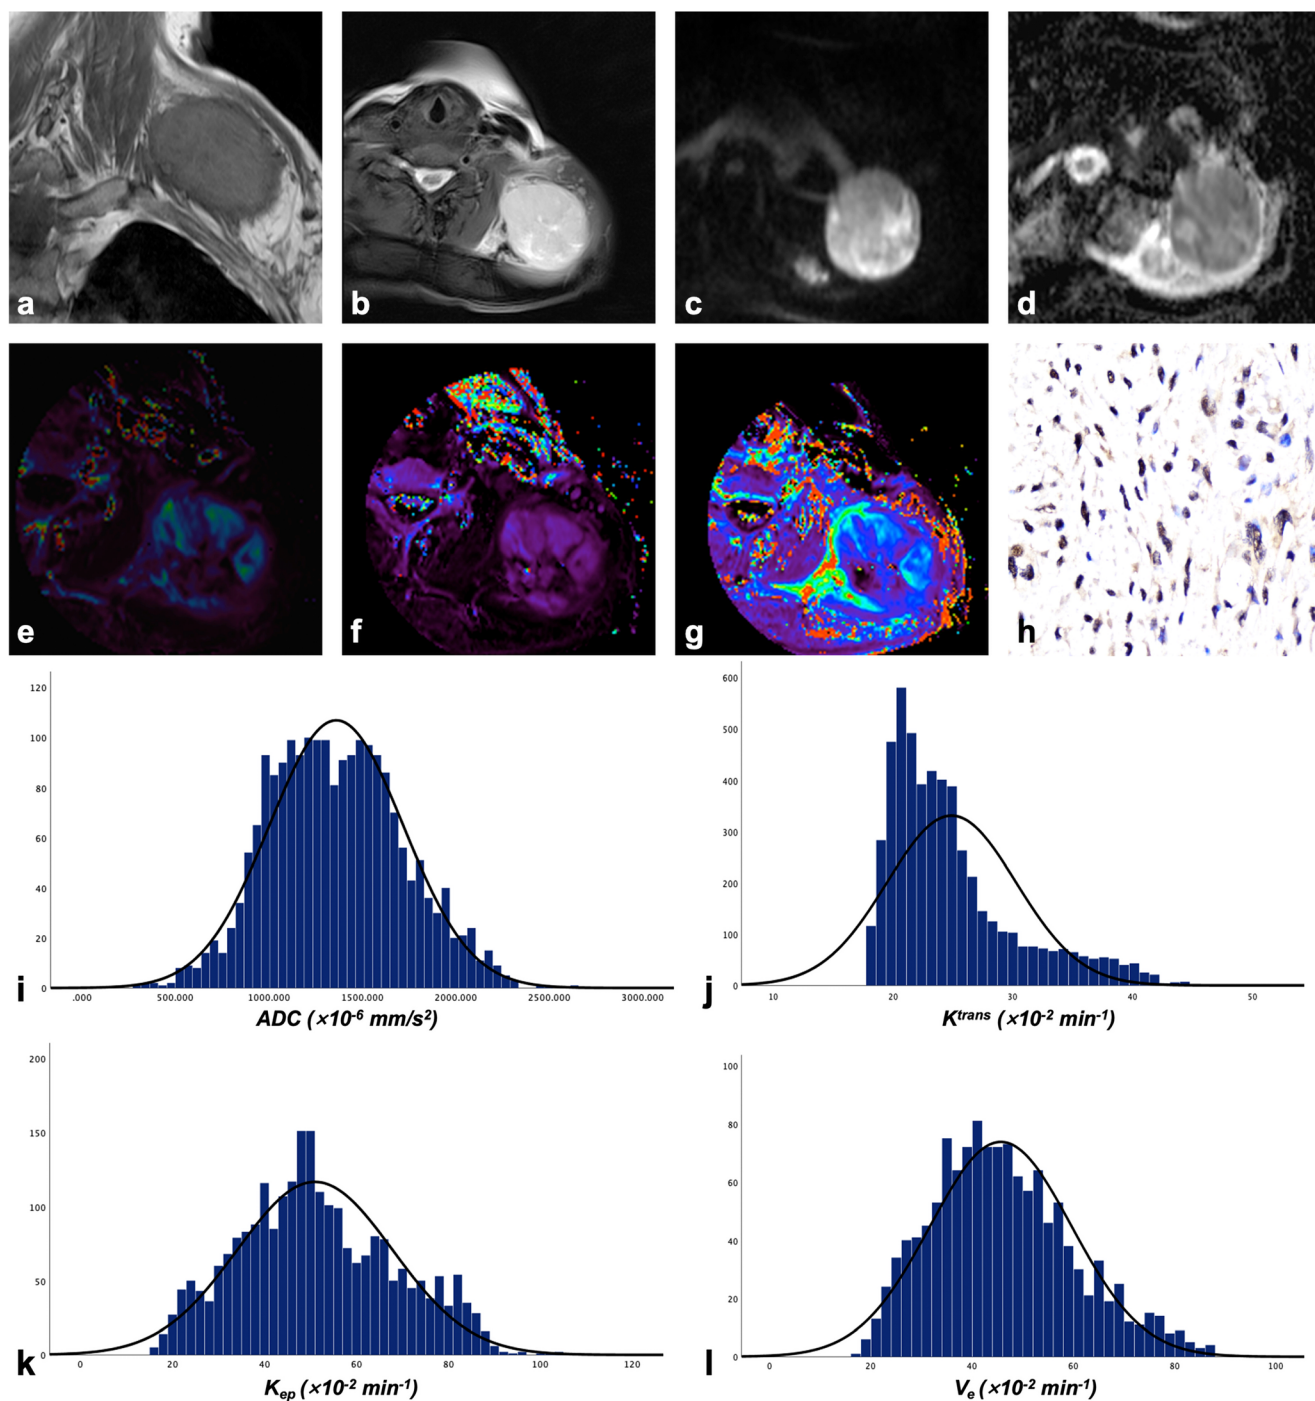 a
b
c
d
e
f
g
h
120
100
80
60
40
20
0
.000 500.000 1000.000 1500.000 2000.000 2500.000 3000.000
i
ADC (×10⁻⁶ mm/s²)
600
500
400
300
200
100
0
10 20 30 40 50
j
Kᵗʳᵃⁿˢ (×10⁻² min⁻¹)
200
150
100
50
0
0 20 40 60 80 100 120
k
Kₑₚ (×10⁻² min⁻¹)
100
80
60
40
20
0
0 20 40 60 80 100
l
Vₑ (×10⁻² min⁻¹)